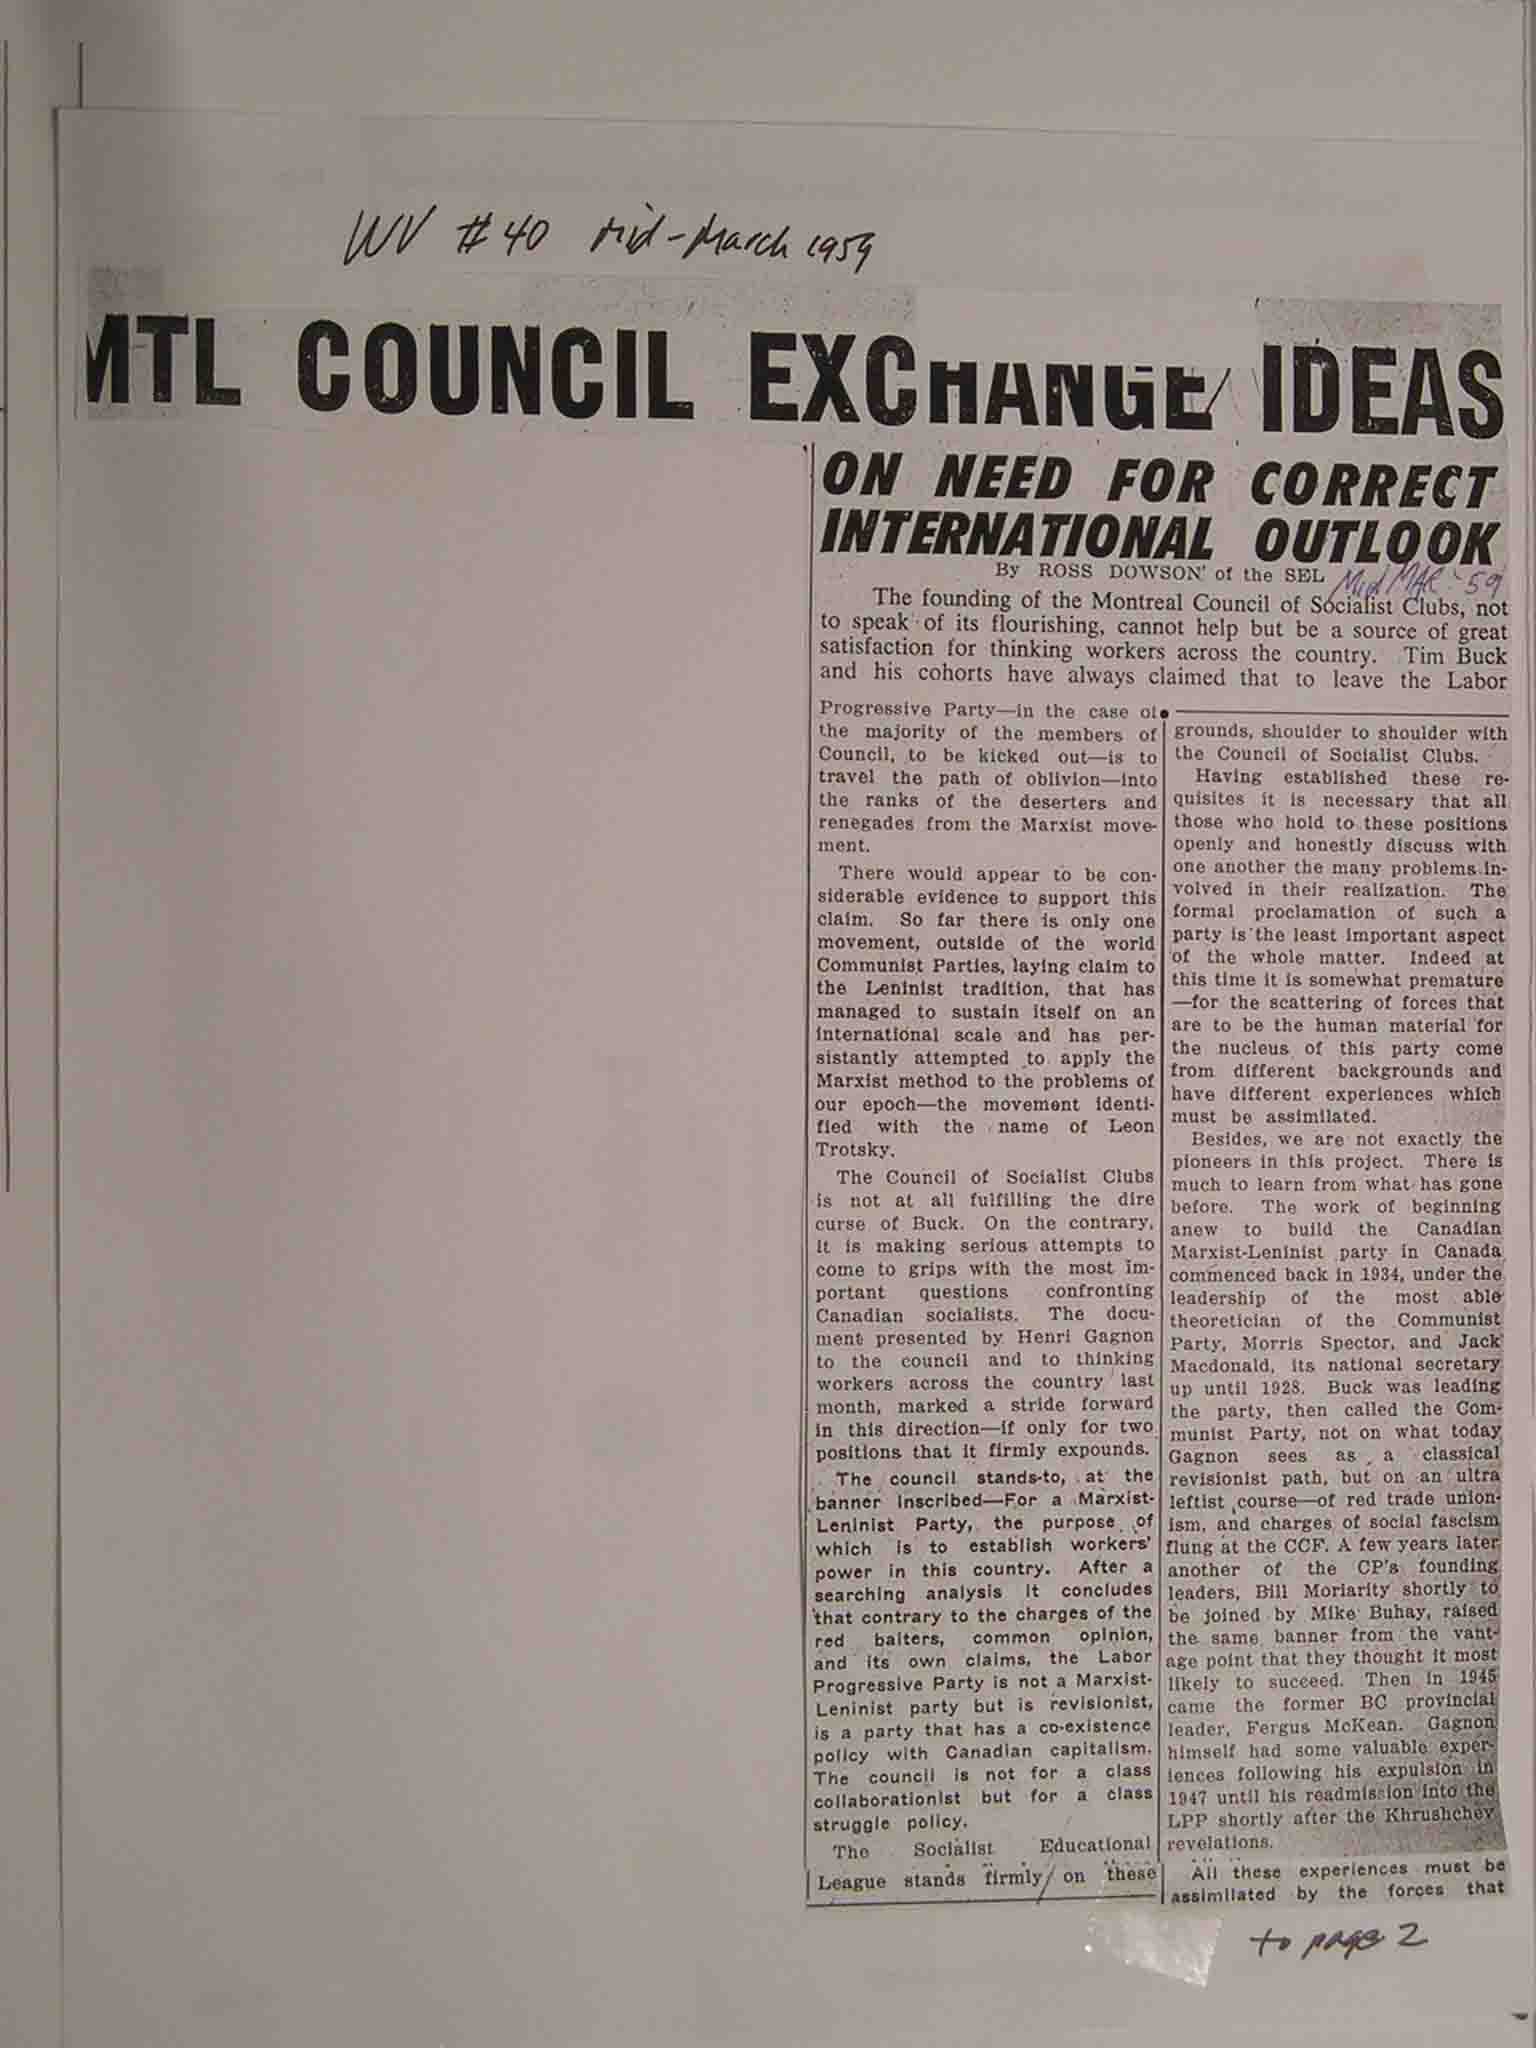 WV #40 Mid-March 1959
MTL COUNCIL EXCHANGE IDEAS
ON NEED FOR CORRECT
INTERNATIONAL OUTLOOK
By ROSS DOWSON of the SEL
Mid MAR. 59
The founding of the Montreal Council of Socialist Clubs, not
to speak of its flourishing, cannot help but be a source of great
satisfaction for thinking workers across the country. Tim Buck
and his cohorts have always claimed that to leave the Labor
Progressive Party—in the case of
the majority of the members of
Council, to be kicked out—is to
travel the path of oblivion—into
the ranks of the deserters and
renegades from the Marxist move-
ment.
There would appear to be con-
siderable evidence to support this
claim. So far there is only one
movement, outside of the world
Communist Parties, laying claim to
the Leninist tradition, that has
managed to sustain itself on an
international scale and has per-
sistantly attempted to apply the
Marxist method to the problems of
our epoch—the movement identi-
fied with the name of Leon
Trotsky.
The Council of Socialist Clubs
is not at all fulfilling the dire
curse of Buck. On the contrary,
it is making serious attempts to
come to grips with the most im-
portant questions confronting
Canadian socialists. The docu-
ment presented by Henri Gagnon
to the council and to thinking
workers across the country last
month, marked a stride forward
in this direction—if only for two
positions that it firmly expounds.
The council stands-to, at the
banner inscribed—For a Marxist-
Leninist Party, the purpose of
which is to establish workers'
power in this country. After a
searching analysis it concludes
that contrary to the charges of the
red baiters, common opinion,
and its own claims, the Labor
Progressive Party is not a Marxist-
Leninist party but is revisionist,
is a party that has a co-existence
policy with Canadian capitalism.
The council is not for a class
collaborationist but for a class
struggle policy.
The Socialist Educational
League stands firmly on these
grounds, shoulder to shoulder with
the Council of Socialist Clubs.
Having established these re-
quisites it is necessary that all
those who hold to these positions
openly and honestly discuss with
one another the many problems in-
volved in their realization. The
formal proclamation of such a
party is the least important aspect
of the whole matter. Indeed at
this time it is somewhat premature
—for the scattering of forces that
are to be the human material for
the nucleus of this party come
from different backgrounds and
have different experiences which
must be assimilated.
Besides, we are not exactly the
pioneers in this project. There is
much to learn from what has gone
before. The work of beginning
anew to build the Canadian
Marxist-Leninist party in Canada
commenced back in 1934, under the
leadership of the most able
theoretician of the Communist
Party, Morris Spector, and Jack
Macdonald, its national secretary
up until 1928. Buck was leading
the party, then called the Com-
munist Party, not on what today
Gagnon sees as a classical
revisionist path, but on an ultra
leftist course—of red trade union-
ism, and charges of social fascism
flung at the CCF. A few years later
another of the CP's founding
leaders, Bill Moriarity shortly to
be joined by Mike Buhay, raised
the same banner from the vant-
age point that they thought it most
likely to succeed. Then in 1945
came the former BC provincial
leader, Fergus McKean. Gagnon
himself had some valuable exper-
iences following his expulsion in
1947 until his readmission into the
LPP shortly after the Khrushchev
revelations.
All these experiences must be
assimilated by the forces that
to page 2